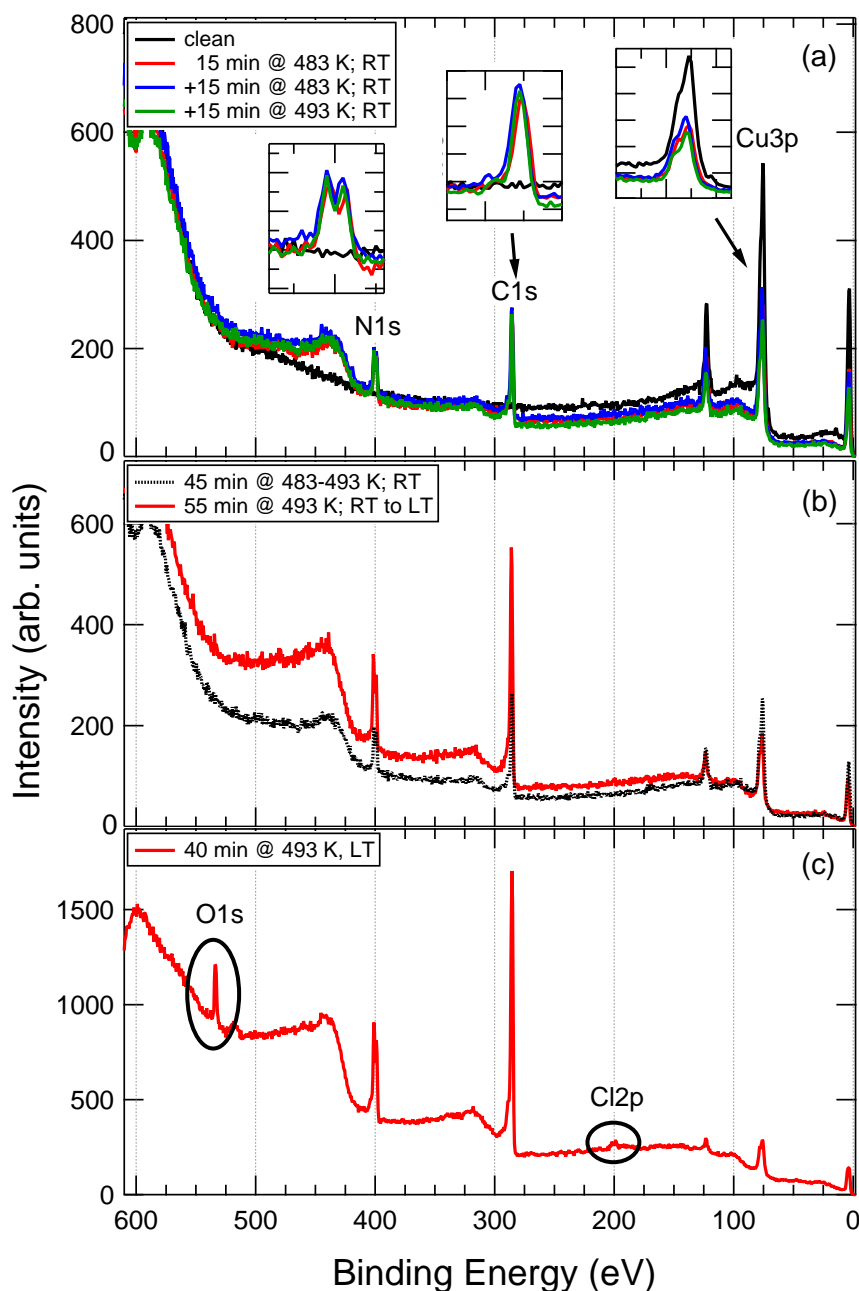 800
600
400
200
0
clean
15 min @ 483 K; RT
+15 min @ 483 K; RT
+15 min @ 493 K; RT
(a)
Cu3p
C1s
N1s
600
400
200
0
45 min @ 483-493 K; RT
55 min @ 493 K; RT to LT
(b)
Intensity (arb. units)
1500
1000
500
0
40 min @ 493 K, LT
(c)
O1s
Cl2p
600 500 400 300 200 100 0
Binding Energy (eV)